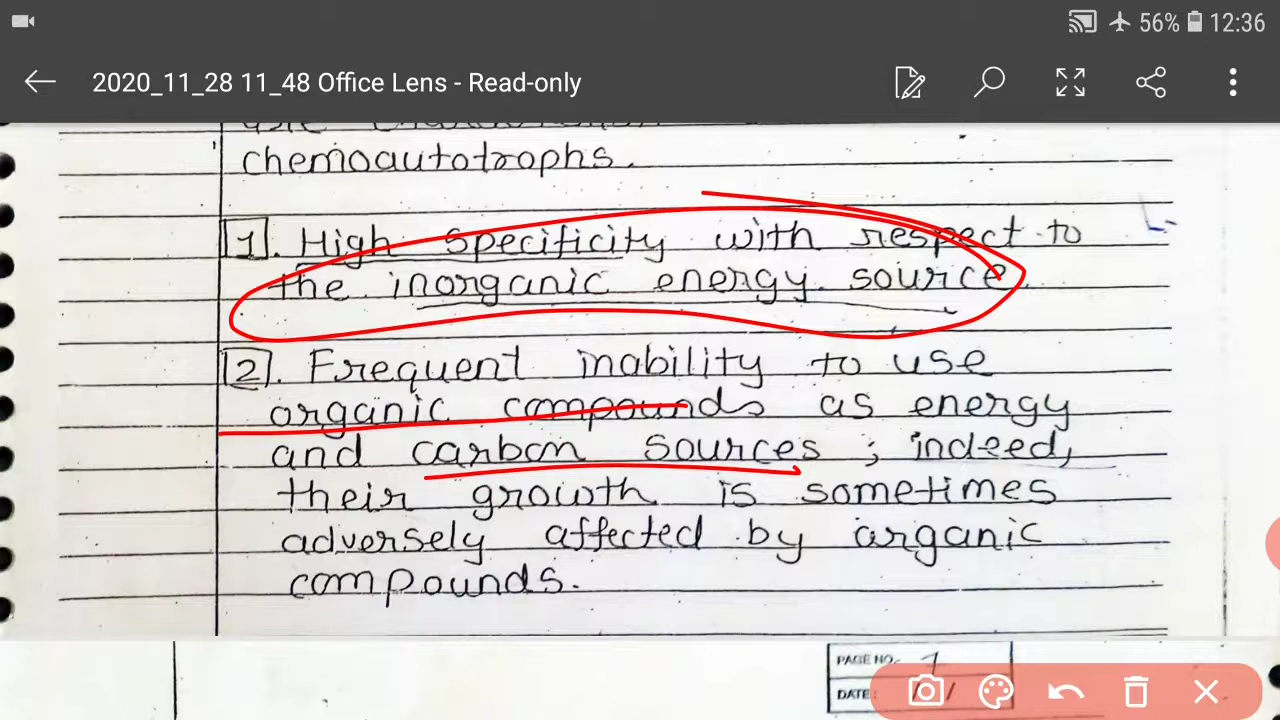 56% 12:36
2020_11_28 11_48 Office Lens - Read-only
chemoautotrophs.
1. High specificity with respect to
the inorganic energy source
2. Frequent inability to use
organic compounds as energy
and carbon sources; indeed,
their growth is sometimes
adversely affected by organic
compounds.
PAGE NO. 1
DATE: / /